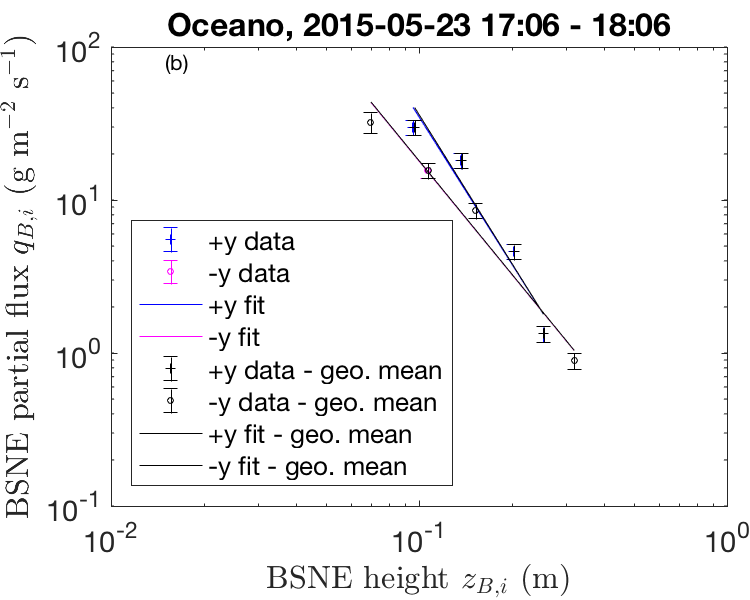 Oceano, 2015-05-23 17:06 - 18:06
(b)
BSNE partial flux q_{B,i} (g m^{-2} s^{-1})
10^2
10^1
10^0
10^{-1}
+y data
-y data
+y fit
-y fit
+y data - geo. mean
-y data - geo. mean
+y fit - geo. mean
-y fit - geo. mean
10^{-2}
10^{-1}
10^0
BSNE height z_{B,i} (m)